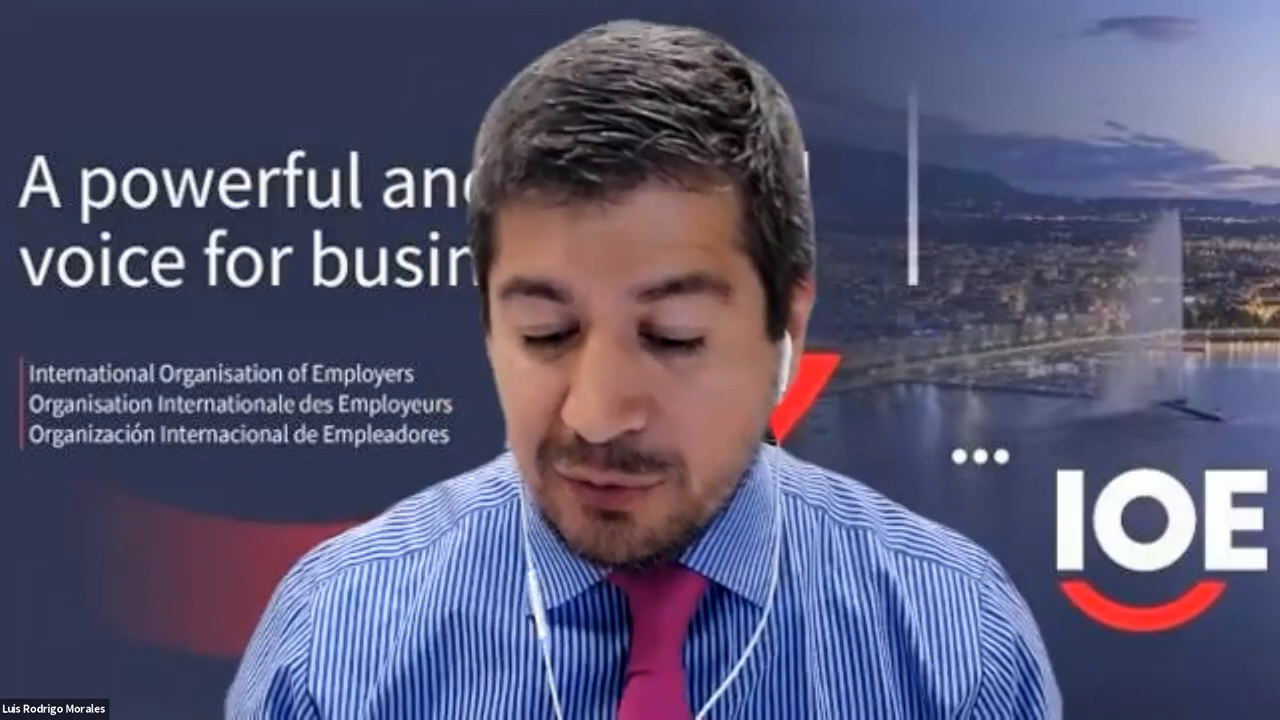 A powerful and
voice for busin
International Organisation of Employers
Organisation Internationale des Employeurs
Organización Internacional de Empleadores
IOE
Luis Rodrigo Morales